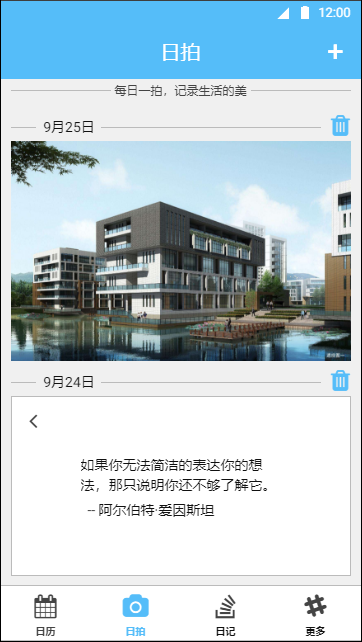 12:00
日拍
每日一拍，记录生活的美
9月25日
9月24日
如果你无法简洁的表达你的想
法，那只说明你还不够了解它。
-- 阿尔伯特·爱因斯坦
日历
日拍
日记
更多